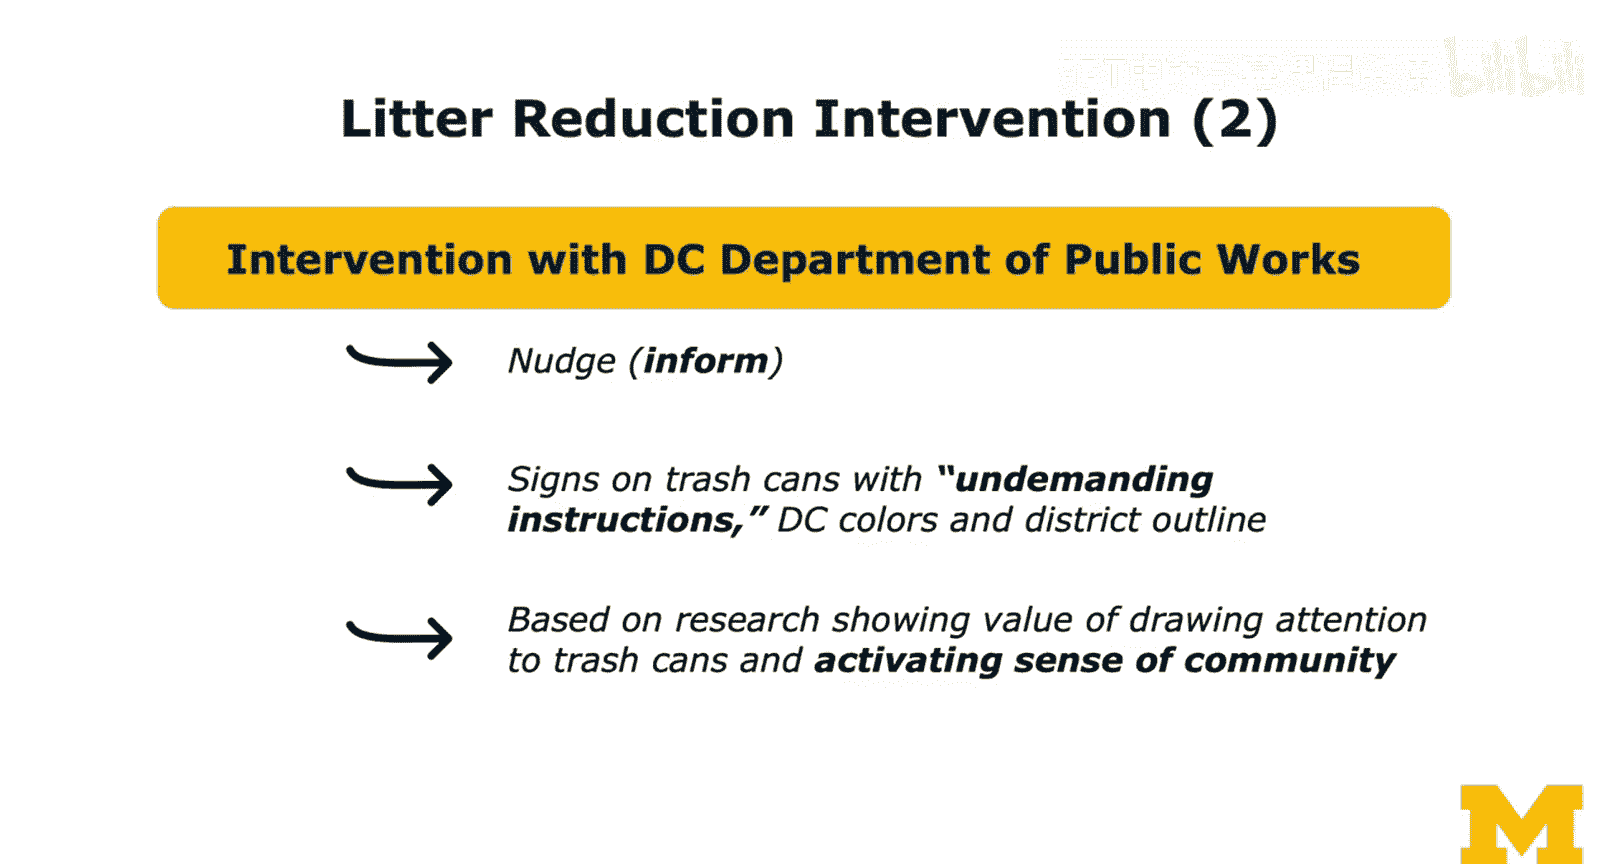 Litter Reduction Intervention (2)
Intervention with DC Department of Public Works
Nudge (inform)
Signs on trash cans with “undemanding
instructions,” DC colors and district outline
Based on research showing value of drawing attention
to trash cans and activating sense of community
bilibili
M